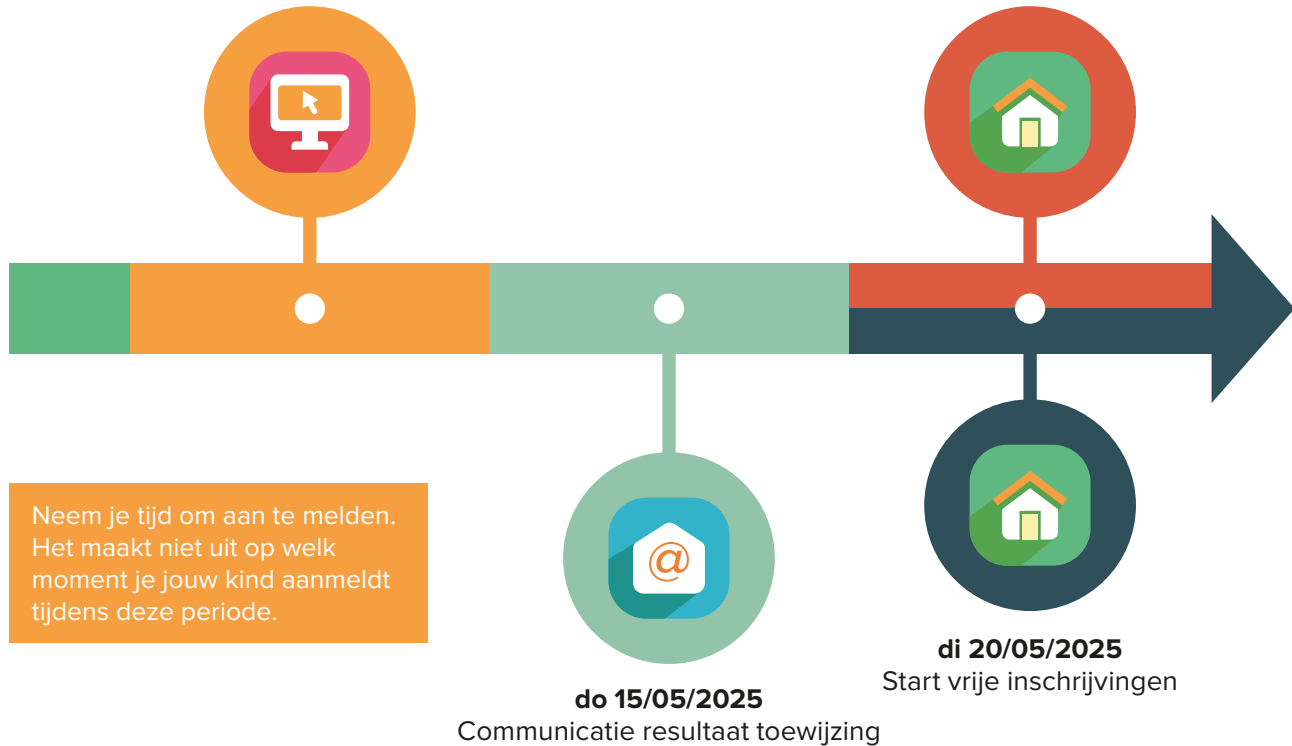 Neem je tijd om aan te melden.
Het maakt niet uit op welk
moment je jouw kind aanmeldt
tijdens deze periode.
@
do 15/05/2025
Communicatie resultaat toewijzing
di 20/05/2025
Start vrije inschrijvingen